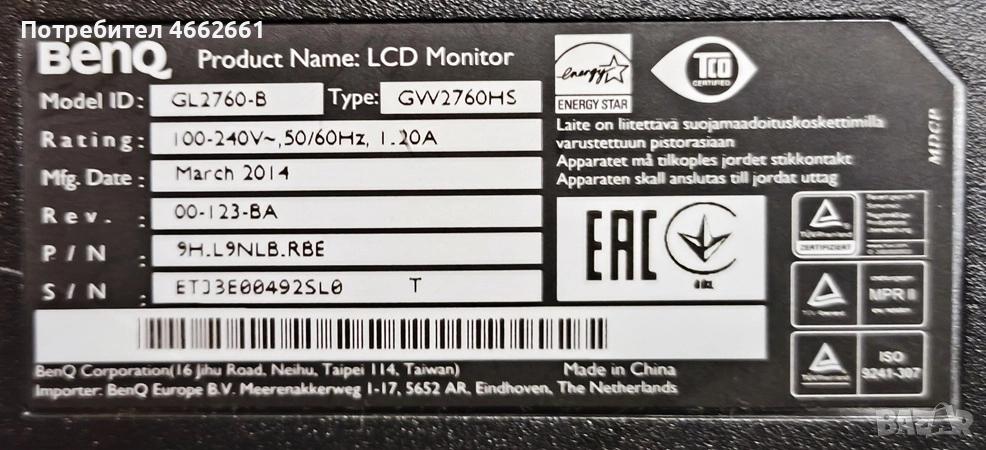 Потребител 4662661
BenQ Product Name: LCD Monitor
Model ID: GL2760-B Type: GW2760HS
Rating: 100-240V~,50/60Hz, 1.20A
Mfg. Date: March 2014
Rev. : 00-123-BA
P/N : 9H.L9NLB.RBE
S/N : ETJ3E00492SL0 T
BenQ Corporation(16 Jihu Road, Neihu, Taipei 114, Taiwan) Made in China
Importer: BenQ Europe B.V. Meerenakkerweg 1-17, 5652 AR, Eindhoven, The Netherlands
energy
ENERGY STAR
TCO
CERTIFIED
Laite on liitettävä suojamaadoituskoskettimilla
varustettuun pistorasiaan
Apparatet må tilkoples jordet stikkontakt
Apparaten skall anslutas till jordat uttag
MDCP
EAC
TÜVRheinland
ZERTIFIZIERT
MPR II
ISO
9241-307
BAZAR